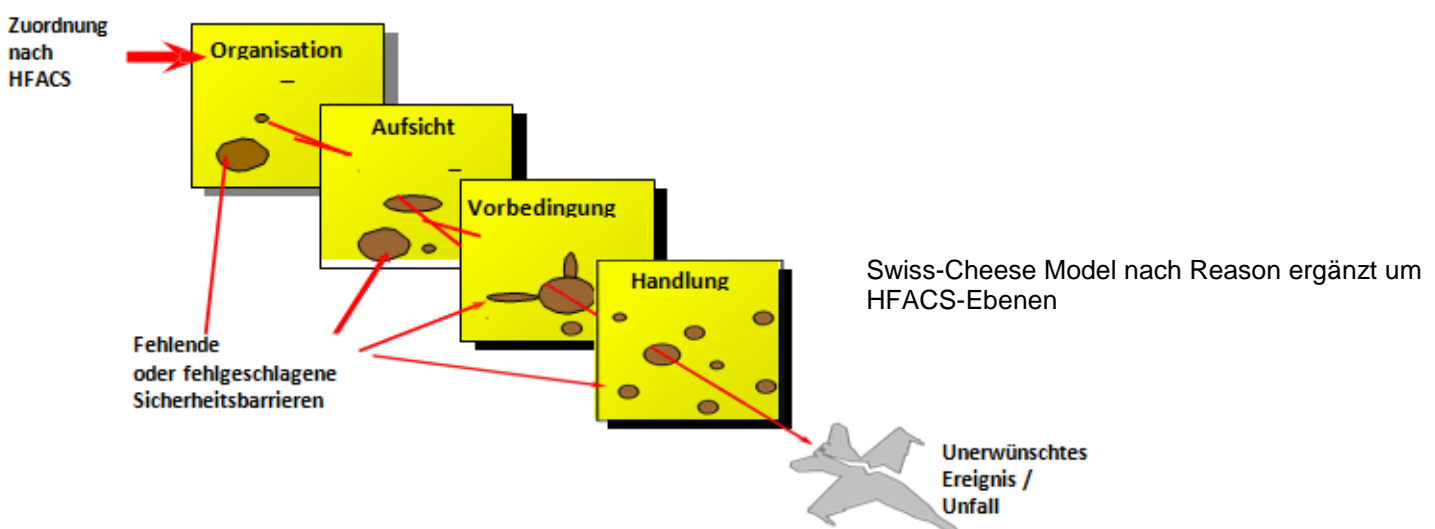 Zuordnung
nach
HFACS
Organisation
Aufsicht
Vorbedingung
Handlung
Swiss-Cheese Model nach Reason ergänzt um
HFACS-Ebenen
Fehlende
oder fehlgeschlagene
Sicherheitsbarrieren
Unerwünschtes
Ereignis /
Unfall